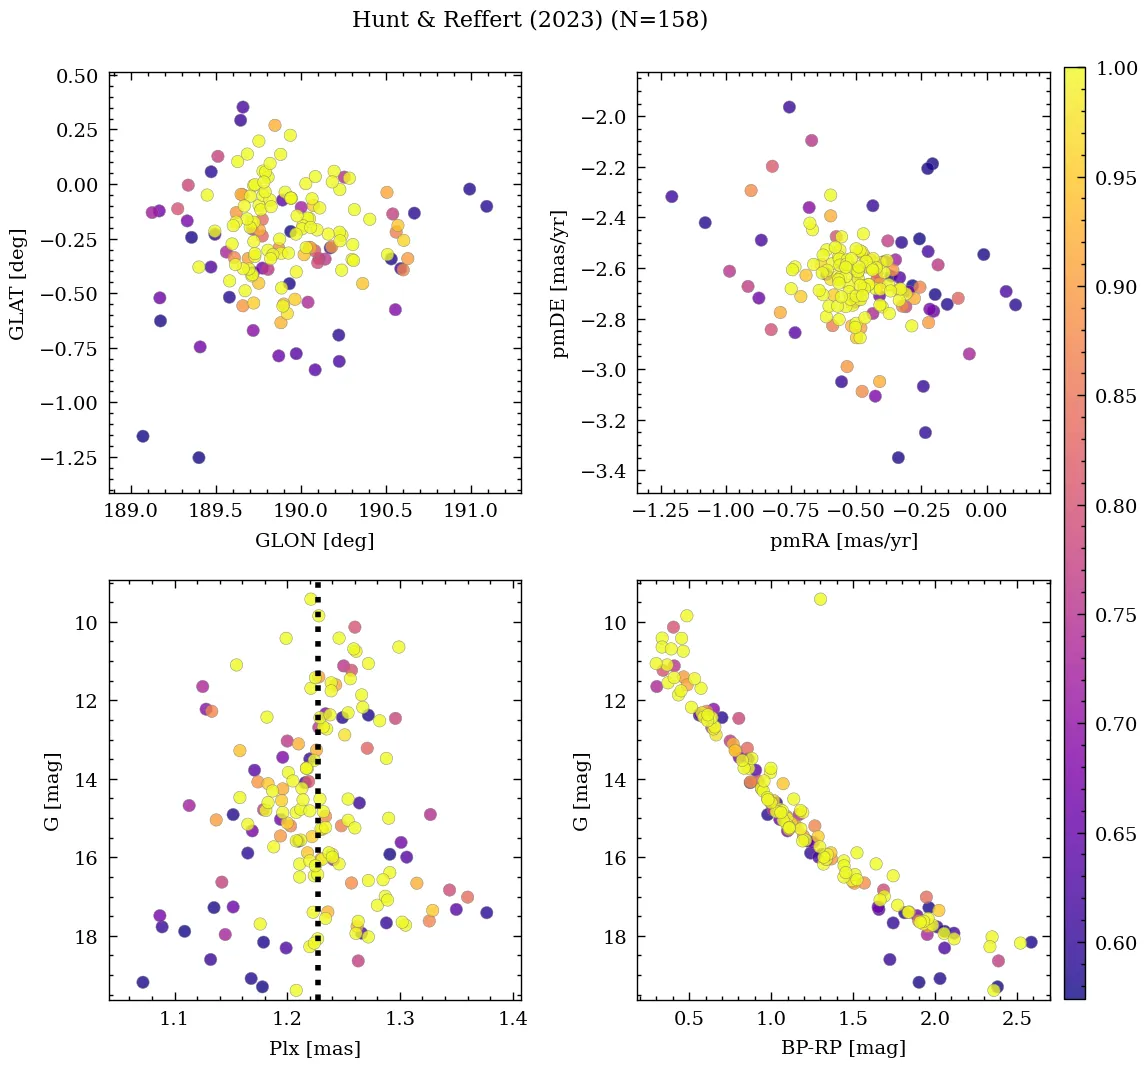 Hunt & Reffert (2023) (N=158)
0.50
0.25
0.00
−0.25
−0.50
−0.75
−1.00
−1.25
GLAT [deg]
189.0 189.5 190.0 190.5 191.0
GLON [deg]
−2.0
−2.2
−2.4
−2.6
−2.8
−3.0
−3.2
−3.4
pmDE [mas/yr]
−1.25 −1.00 −0.75 −0.50 −0.25 0.00
pmRA [mas/yr]
1.00
0.95
0.90
0.85
0.80
0.75
0.70
0.65
0.60
10
12
14
16
18
G [mag]
1.1 1.2 1.3 1.4
Plx [mas]
10
12
14
16
18
G [mag]
0.5 1.0 1.5 2.0 2.5
BP-RP [mag]